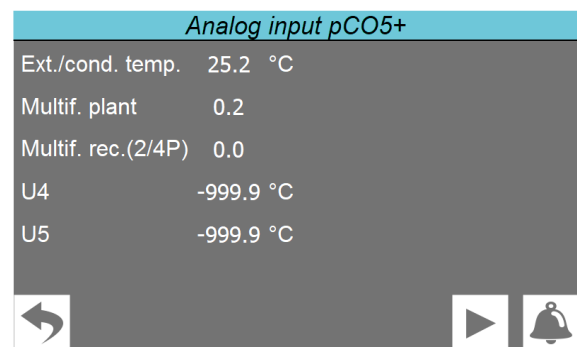 Analog input pCO5+
Ext./cond. temp. 25.2 °C
Multif. plant 0.2
Multif. rec.(2/4P) 0.0
U4 -999.9 °C
U5 -999.9 °C